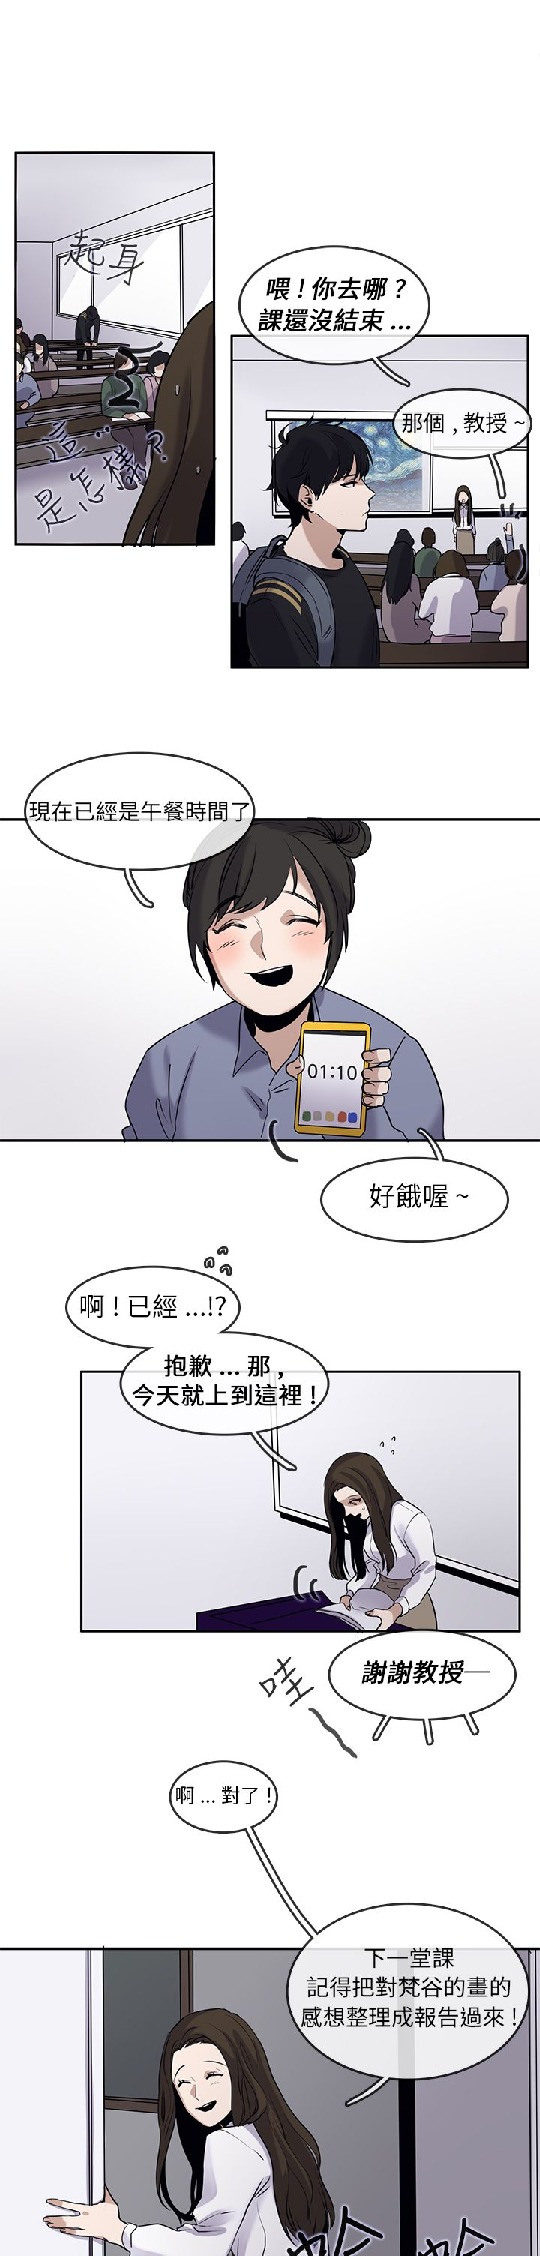 起身
這…
是怎樣?
喂!你去哪?
課還沒結束...
那個,教授~
現在已經是午餐時間了
01:10
好餓喔~
啊!已經...!?
抱歉...那,
今天就上到這裡!
謝謝教授─
哇
啊...對了!
下一堂課
記得把對梵谷的畫的
感想整理成報告過來!